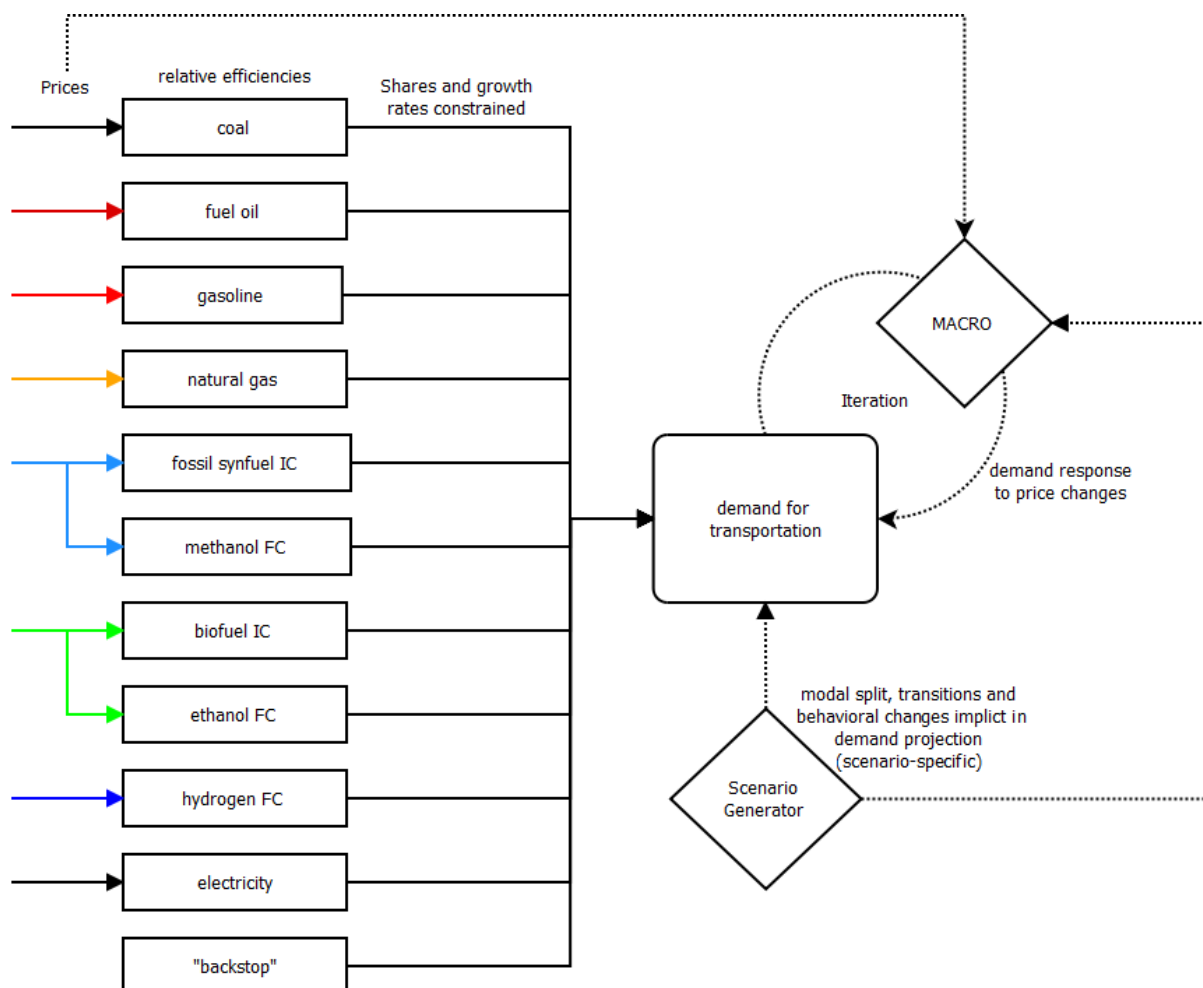 Prices
relative efficiencies
Shares and growth
rates constrained
coal
fuel oil
gasoline
natural gas
fossil synfuel IC
methanol FC
biofuel IC
ethanol FC
hydrogen FC
electricity
"backstop"
MACRO
Iteration
demand response
to price changes
demand for
transportation
modal split, transitions and
behavioral changes implict in
demand projection
(scenario-specific)
Scenario
Generator